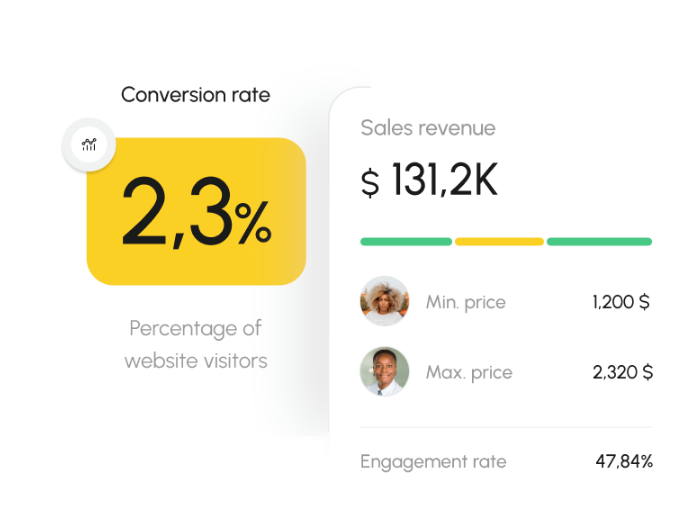 Conversion rate
2,3%
Percentage of
website visitors
Sales revenue
$ 131,2K
Min. price 1,200 $
Max. price 2,320 $
Engagement rate 47,84%